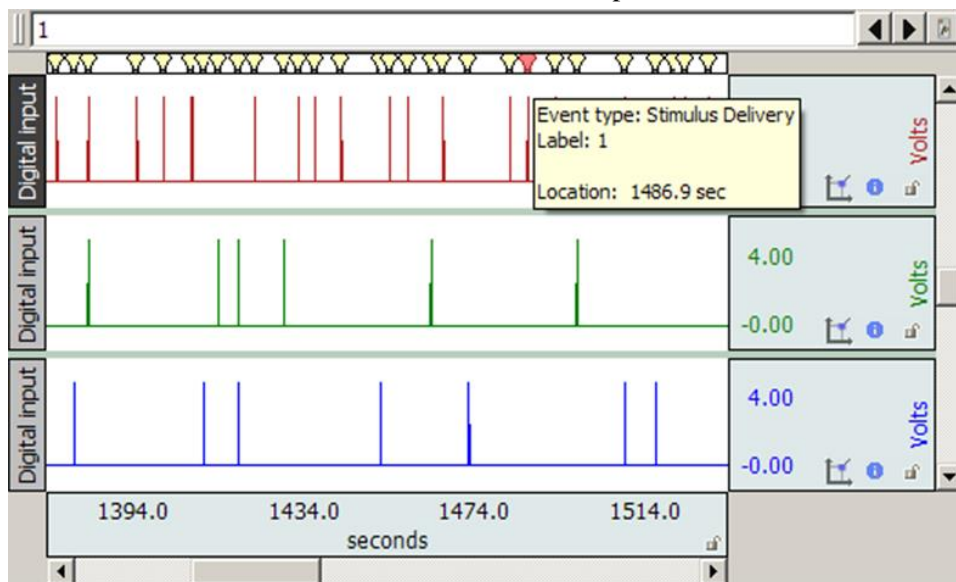 1
Digital input
Volts
Event type: Stimulus Delivery
Label: 1
Location: 1486.9 sec
Digital input
4.00
-0.00
Volts
Digital input
4.00
-0.00
Volts
1394.0 1434.0 1474.0 1514.0
seconds